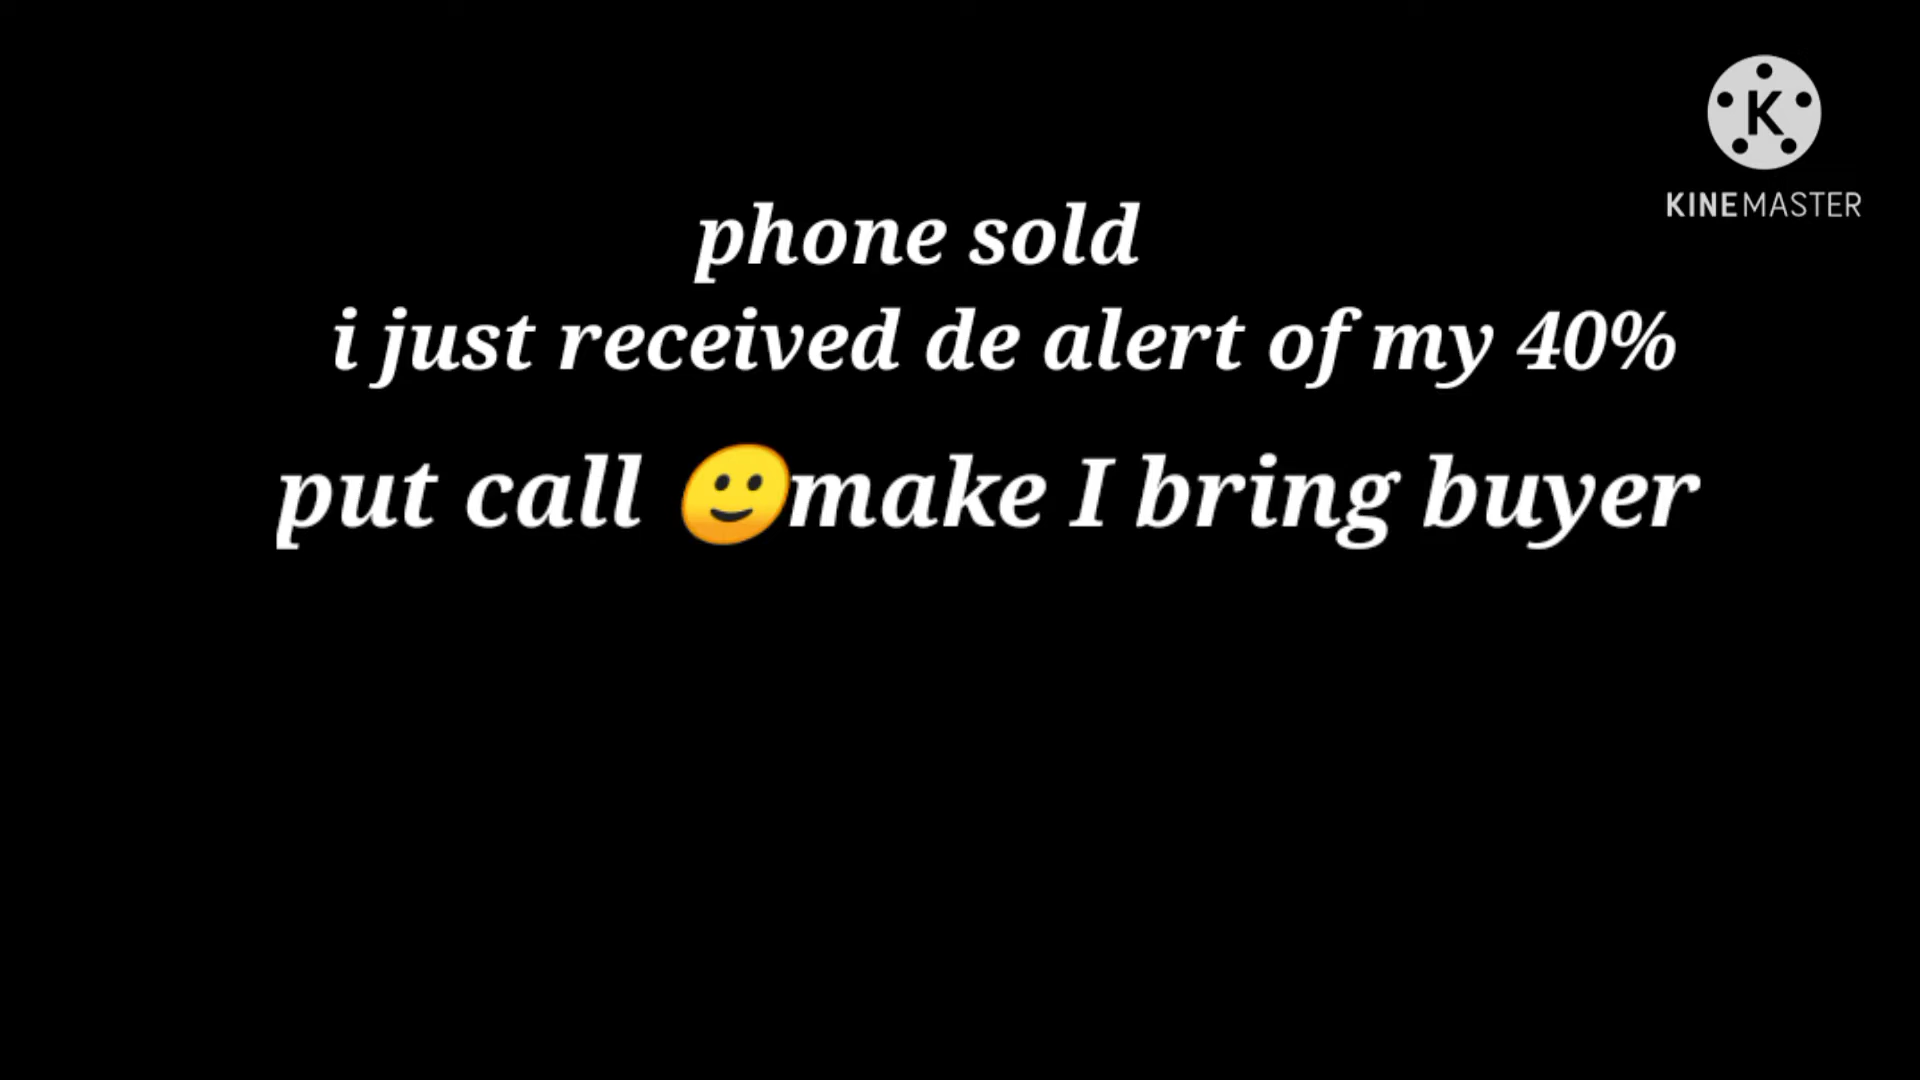 K
KINEMASTER
phone sold
i just received de alert of my 40%
put call 🙂make I bring buyer